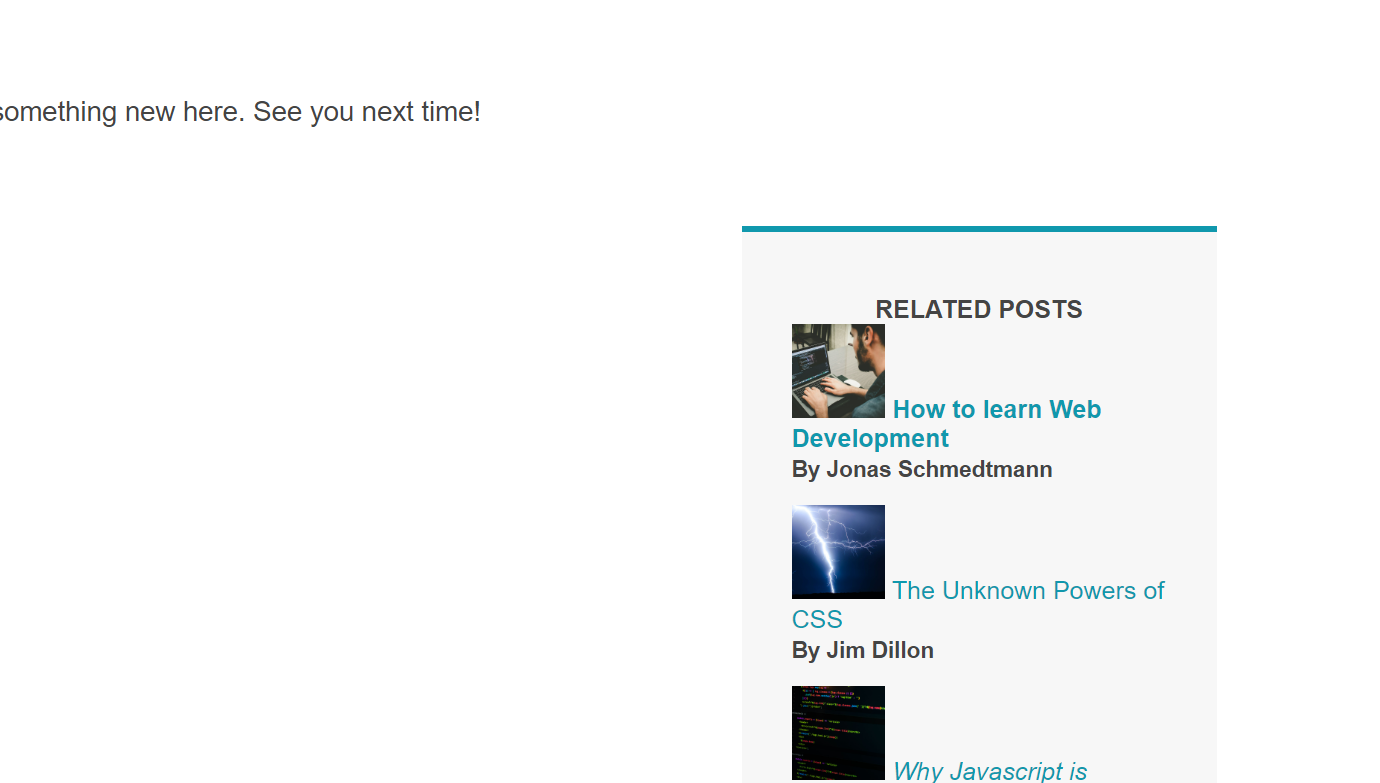 something new here. See you next time!
RELATED POSTS
How to learn Web
Development
By Jonas Schmedtmann
The Unknown Powers of
CSS
By Jim Dillon
Why Javascript is